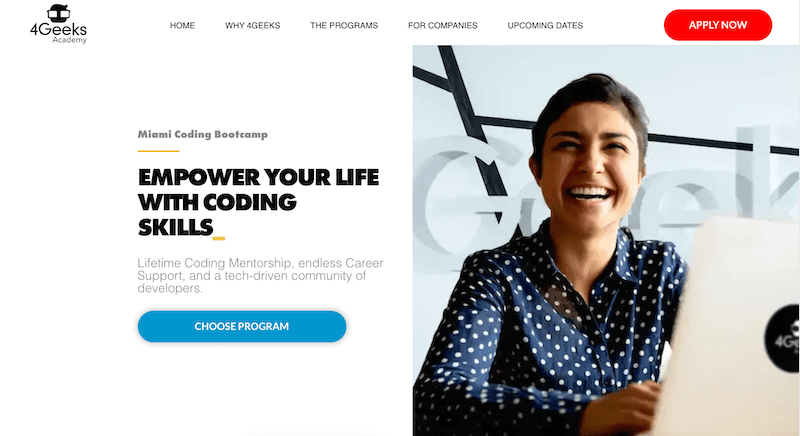 4Geeks
Academy
HOME
WHY 4GEEKS
THE PROGRAMS
FOR COMPANIES
UPCOMING DATES
APPLY NOW
Miami Coding Bootcamp
EMPOWER YOUR LIFE
WITH CODING
SKILLS_
Lifetime Coding Mentorship, endless Career
Support, and a tech-driven community of
developers.
CHOOSE PROGRAM
Geek
4G